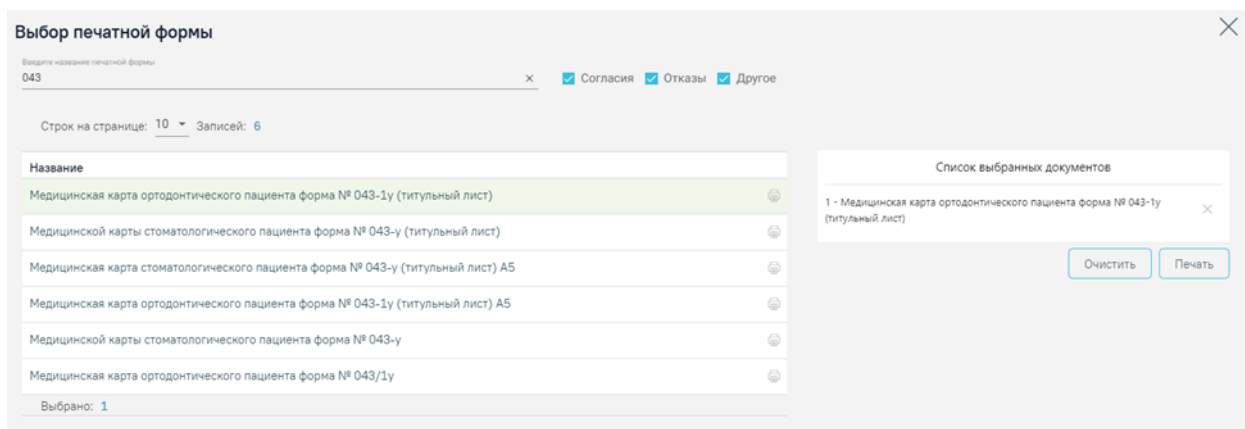 Выбор печатной формы
Введите название печатной формы
043
Согласия Отказы Другое
Строк на странице: 10 Записей: 6
Название
Медицинская карта ортодонтического пациента форма № 043-1у (титульный лист)
Медицинской карты стоматологического пациента форма № 043-у (титульный лист)
Медицинская карта стоматологического пациента форма № 043-у (титульный лист) А5
Медицинская карта ортодонтического пациента форма № 043-1у (титульный лист) А5
Медицинской карты стоматологического пациента форма № 043-у
Медицинская карта ортодонтического пациента форма № 043/1у
Выбрано: 1
Список выбранных документов
1 - Медицинская карта ортодонтического пациента форма № 043-1у
(титульный лист)
Очистить Печать